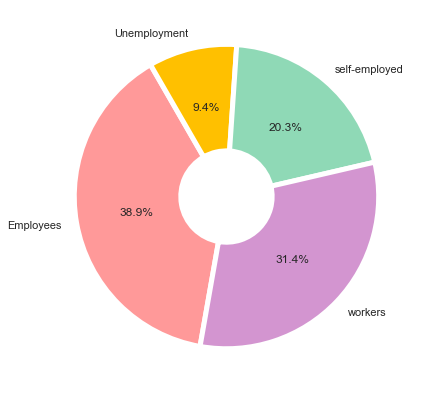 Unemployment
self-employed
9.4%
20.3%
38.9%
Employees
31.4%
workers